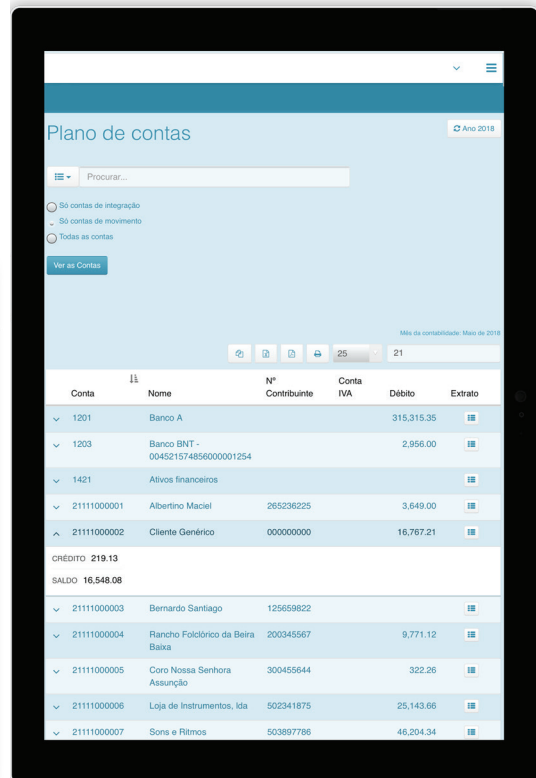 Plano de contas
Ano 2018
Procurar...
Só contas de integração
Só contas de movimento
Todas as contas
Ver as Contas
Mês da contabilidade: Maio de 2018
25 21
Conta Nome Nº Contribuinte Conta IVA Débito Extrato
1201 Banco A 315,315.35
1203 Banco BNT - 2,956.00
004521574856000001254
1421 Ativos financeiros
21111000001 Albertino Maciel 265236225 3,649.00
21111000002 Cliente Genérico 000000000 16,767.21
CRÉDITO 219.13
SALDO 16,548.08
21111000003 Bernardo Santiago 125659822
21111000004 Rancho Folclórico da Beira 200345567 9,771.12
Baixa
21111000005 Coro Nossa Senhora 300455644 322.26
Assunção
21111000006 Loja de Instrumentos, lda 502341875 25,143.66
21111000007 Sons e Ritmos 503897786 46,204.34